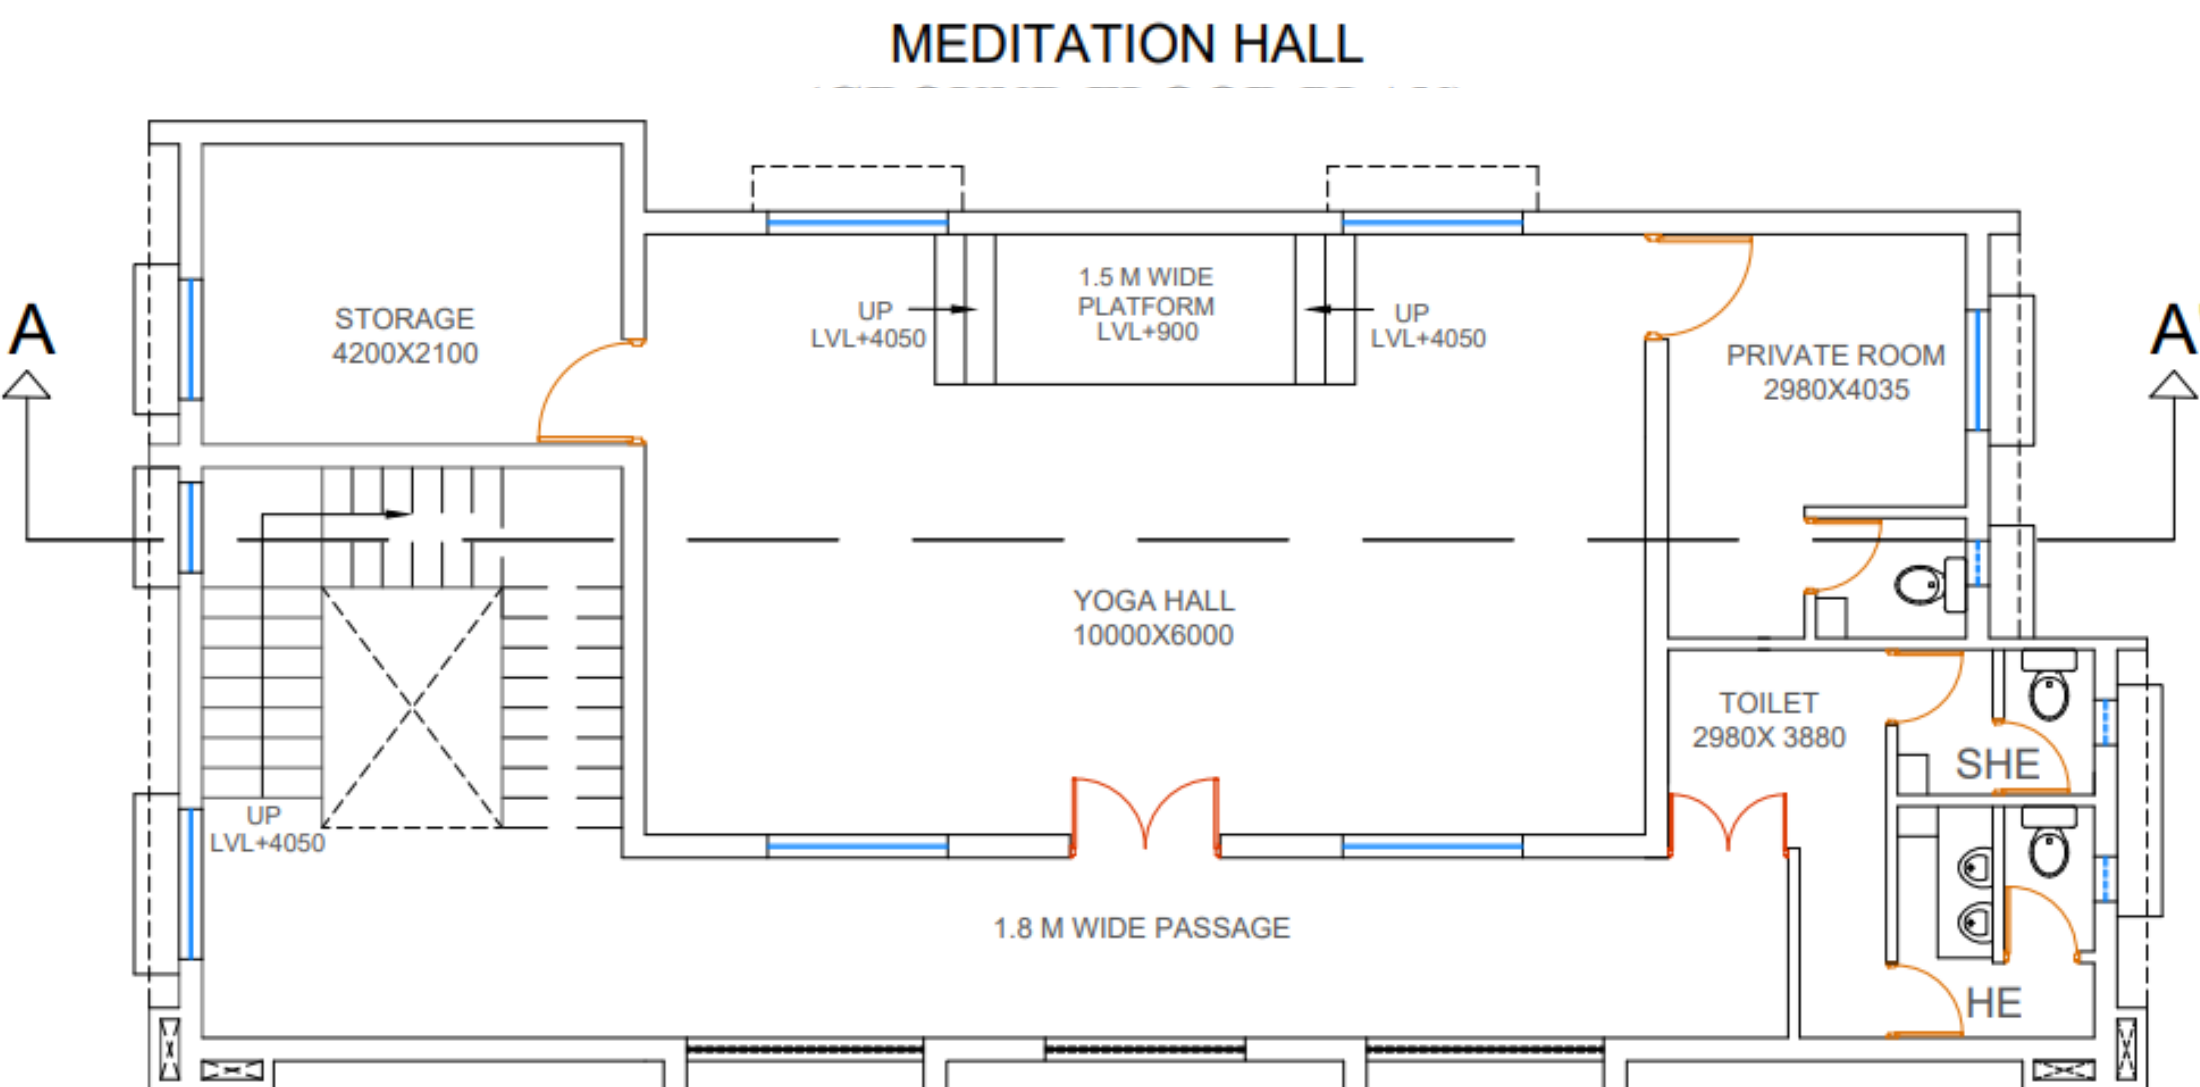 MEDITATION HALL
A
A'
STORAGE
4200X2100
UP
LVL+4050
1.5 M WIDE
PLATFORM
LVL+900
UP
LVL+4050
PRIVATE ROOM
2980X4035
YOGA HALL
10000X6000
TOILET
2980X 3880
SHE
UP
LVL+4050
1.8 M WIDE PASSAGE
HE